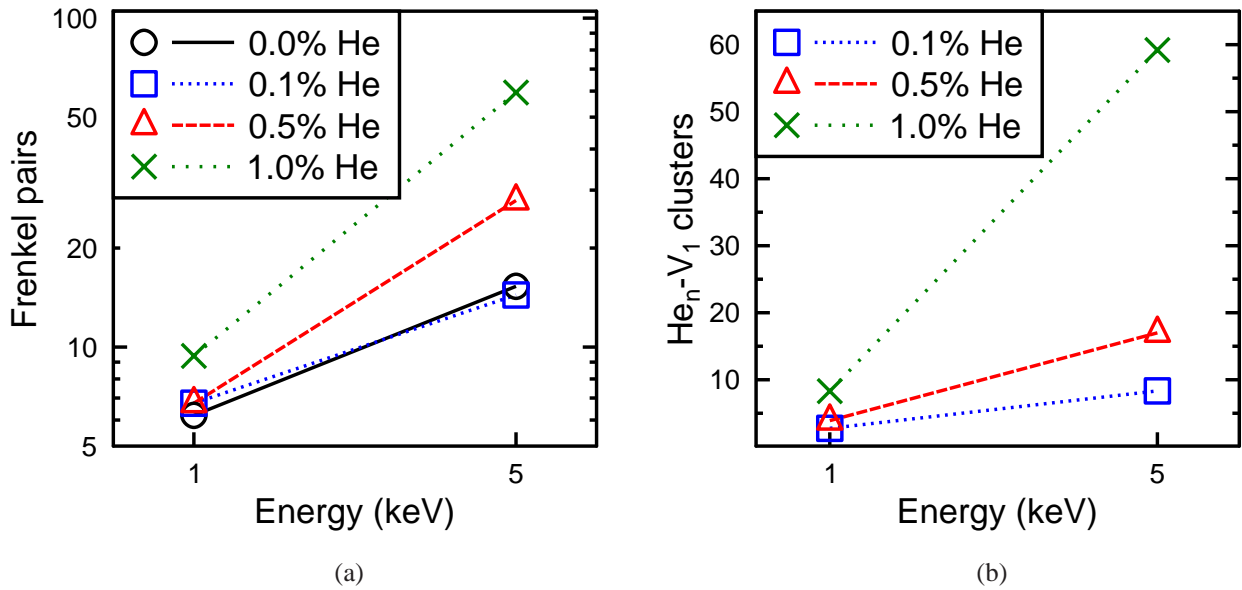 100
50
20
10
5
Frenkel pairs
0.0% He
0.1% He
0.5% He
1.0% He
1
5
Energy (keV)
(a)
60
50
40
30
20
10
Heₙ-V₁ clusters
0.1% He
0.5% He
1.0% He
1
5
Energy (keV)
(b)